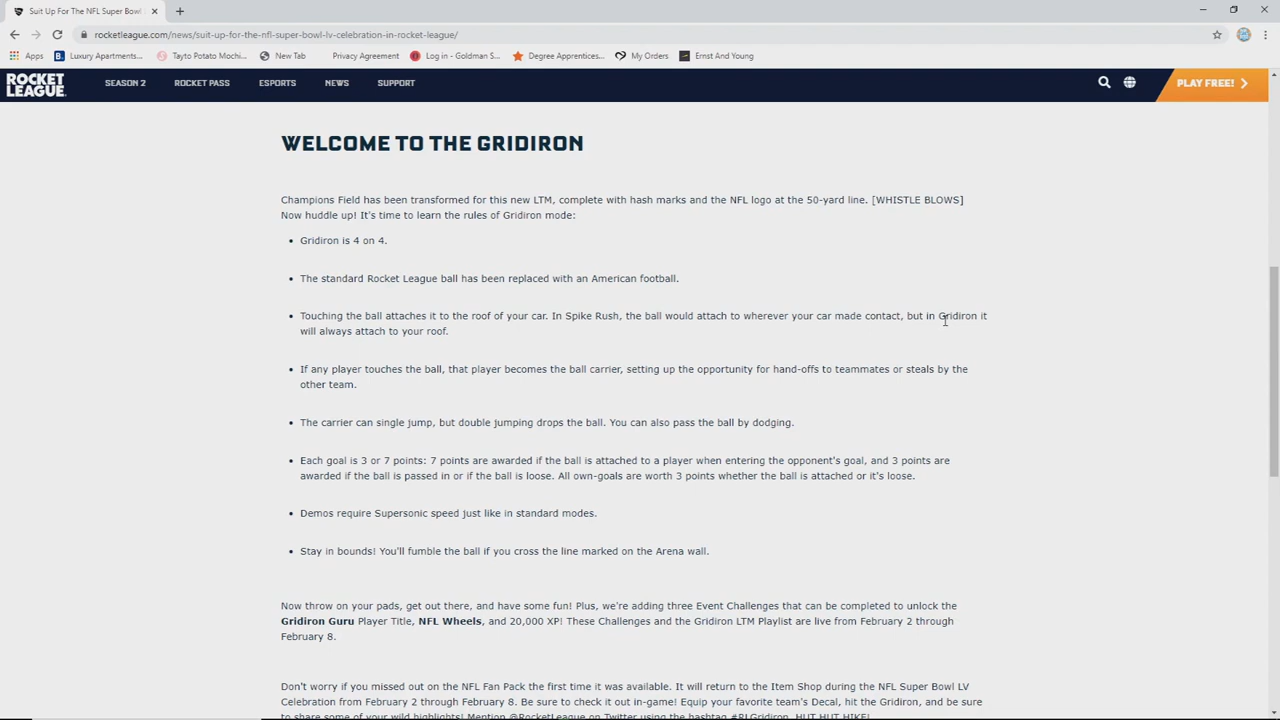 Suit Up For The NFL Super Bowl
rocketleague.com/news/suit-up-for-the-nfl-super-bowl-lv-celebration-in-rocket-league/
Apps
Luxury Apartments...
Tayto Potato Mochi...
New Tab
Privacy Agreement
Log in - Goldman S...
Degree Apprentices...
My Orders
Ernst And Young
ROCKET
LEAGUE
SEASON 2
ROCKET PASS
ESPORTS
NEWS
SUPPORT
PLAY FREE!
WELCOME TO THE GRIDIRON
Champions Field has been transformed for this new LTM, complete with hash marks and the NFL logo at the 50-yard line. [WHISTLE BLOWS]
Now huddle up! It's time to learn the rules of Gridiron mode:
• Gridiron is 4 on 4.
• The standard Rocket League ball has been replaced with an American football.
• Touching the ball attaches it to the roof of your car. In Spike Rush, the ball would attach to wherever your car made contact, but in Gridiron it
will always attach to your roof.
• If any player touches the ball, that player becomes the ball carrier, setting up the opportunity for hand-offs to teammates or steals by the
other team.
• The carrier can single jump, but double jumping drops the ball. You can also pass the ball by dodging.
• Each goal is 3 or 7 points: 7 points are awarded if the ball is attached to a player when entering the opponent's goal, and 3 points are
awarded if the ball is passed in or if the ball is loose. All own-goals are worth 3 points whether the ball is attached or it's loose.
• Demos require Supersonic speed just like in standard modes.
• Stay in bounds! You'll fumble the ball if you cross the line marked on the Arena wall.
Now throw on your pads, get out there, and have some fun! Plus, we're adding three Event Challenges that can be completed to unlock the
Gridiron Guru Player Title, NFL Wheels, and 20,000 XP! These Challenges and the Gridiron LTM Playlist are live from February 2 through
February 8.
Don't worry if you missed out on the NFL Fan Pack the first time it was available. It will return to the Item Shop during the NFL Super Bowl LV
Celebration from February 2 through February 8. Be sure to check it out in-game! Equip your favorite team's Decal, hit the Gridiron, and be sure
to share some of your wild highlights! Mention @RocketLeague on Twitter using the hashtag #RLGridiron. HUT HUT HIKE!